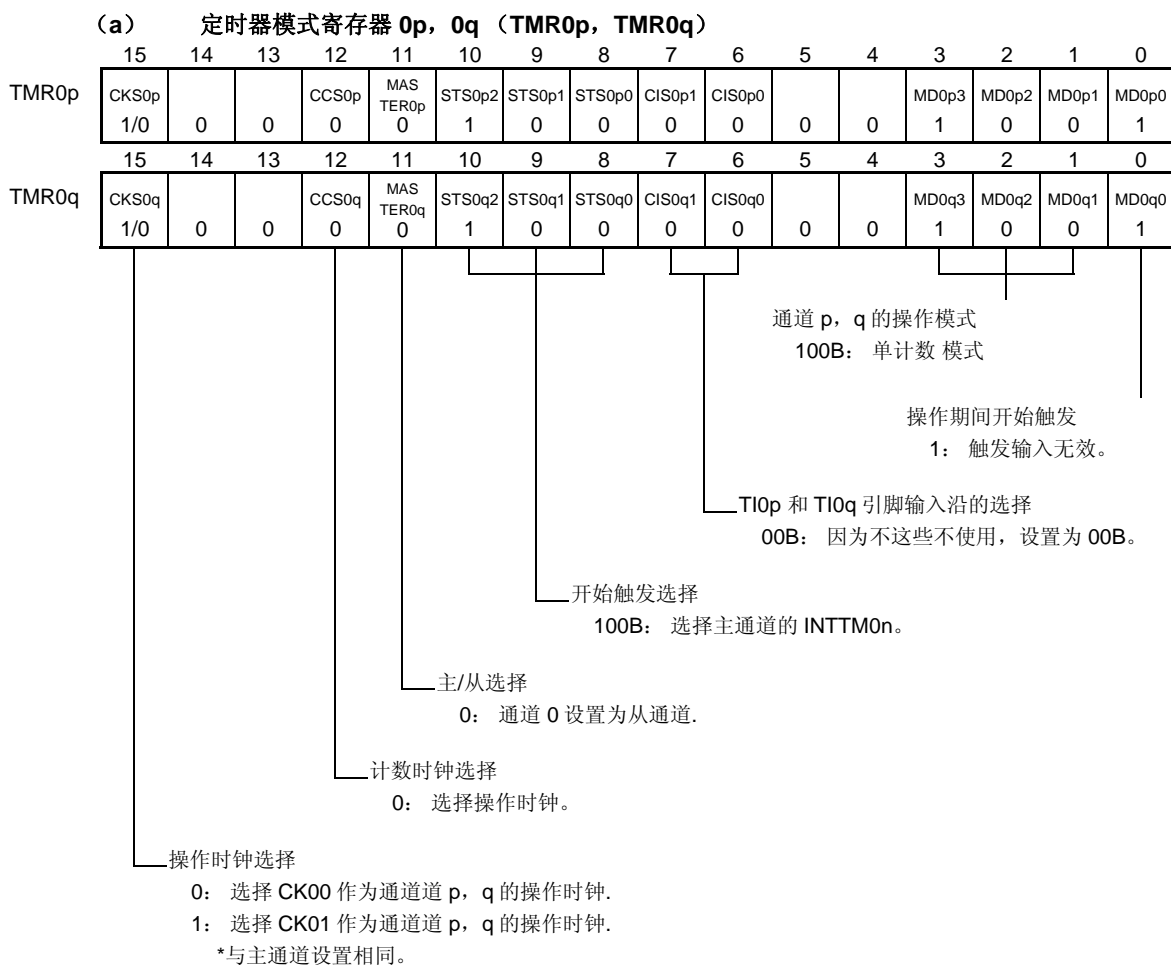 （a） 定时器模式寄存器 0p，0q （TMR0p，TMR0q）
15 14 13 12 11 10 9 8 7 6 5 4 3 2 1 0
TMR0p CKS0p CCS0p MAS TER0p STS0p2 STS0p1 STS0p0 CIS0p1 CIS0p0 MD0p3 MD0p2 MD0p1 MD0p0
1/0 0 0 0 0 1 0 0 0 0 0 0 1 0 0 1
15 14 13 12 11 10 9 8 7 6 5 4 3 2 1 0
TMR0q CKS0q CCS0q MAS TER0q STS0q2 STS0q1 STS0q0 CIS0q1 CIS0q0 MD0q3 MD0q2 MD0q1 MD0q0
1/0 0 0 0 0 1 0 0 0 0 0 0 1 0 0 1
通道 p，q 的操作模式
100B： 单计数 模式
操作期间开始触发
1： 触发输入无效。
TI0p 和 TI0q 引脚输入沿的选择
00B： 因为不这些不使用，设置为 00B。
开始触发选择
100B： 选择主通道的 INTTM0n。
主/从选择
0： 通道 0 设置为从通道.
计数时钟选择
0： 选择操作时钟。
操作时钟选择
0： 选择 CK00 作为通道道 p，q 的操作时钟.
1： 选择 CK01 作为通道道 p，q 的操作时钟.
*与主通道设置相同。